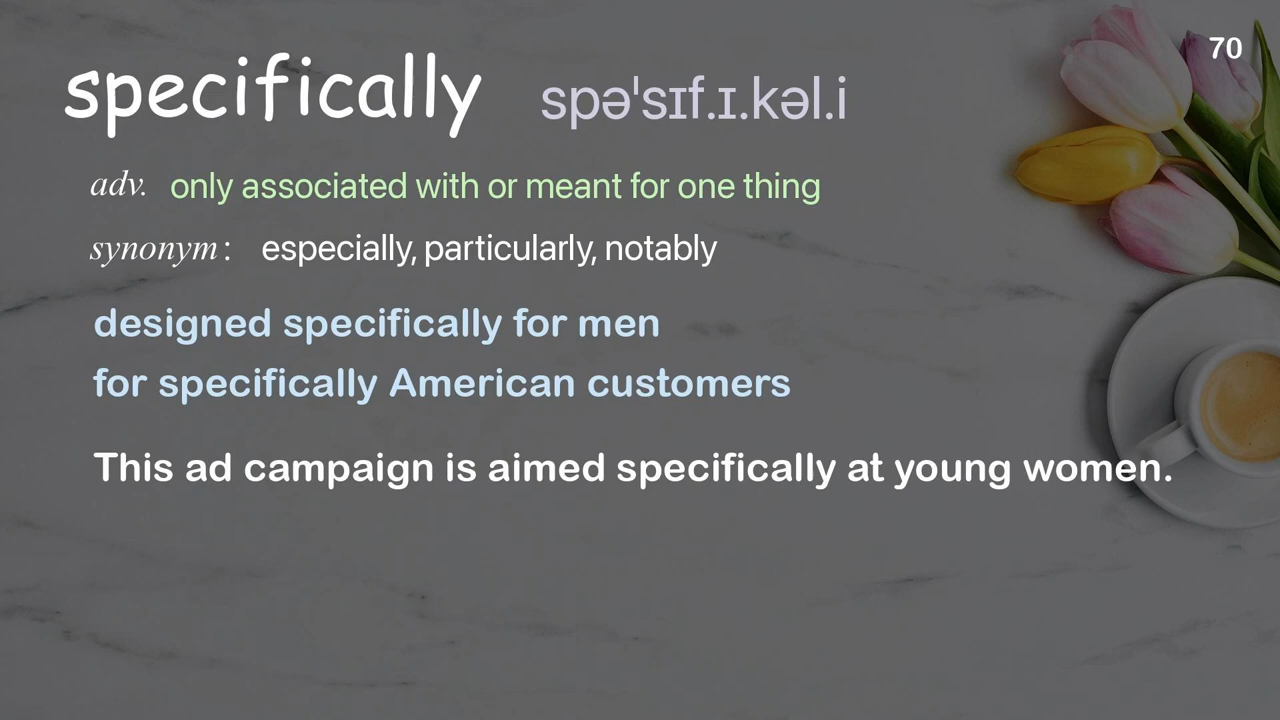 70
specifically spəˈsɪf.ɪ.kəl.i
adv. only associated with or meant for one thing
synonym: especially, particularly, notably
designed specifically for men
for specifically American customers
This ad campaign is aimed specifically at young women.